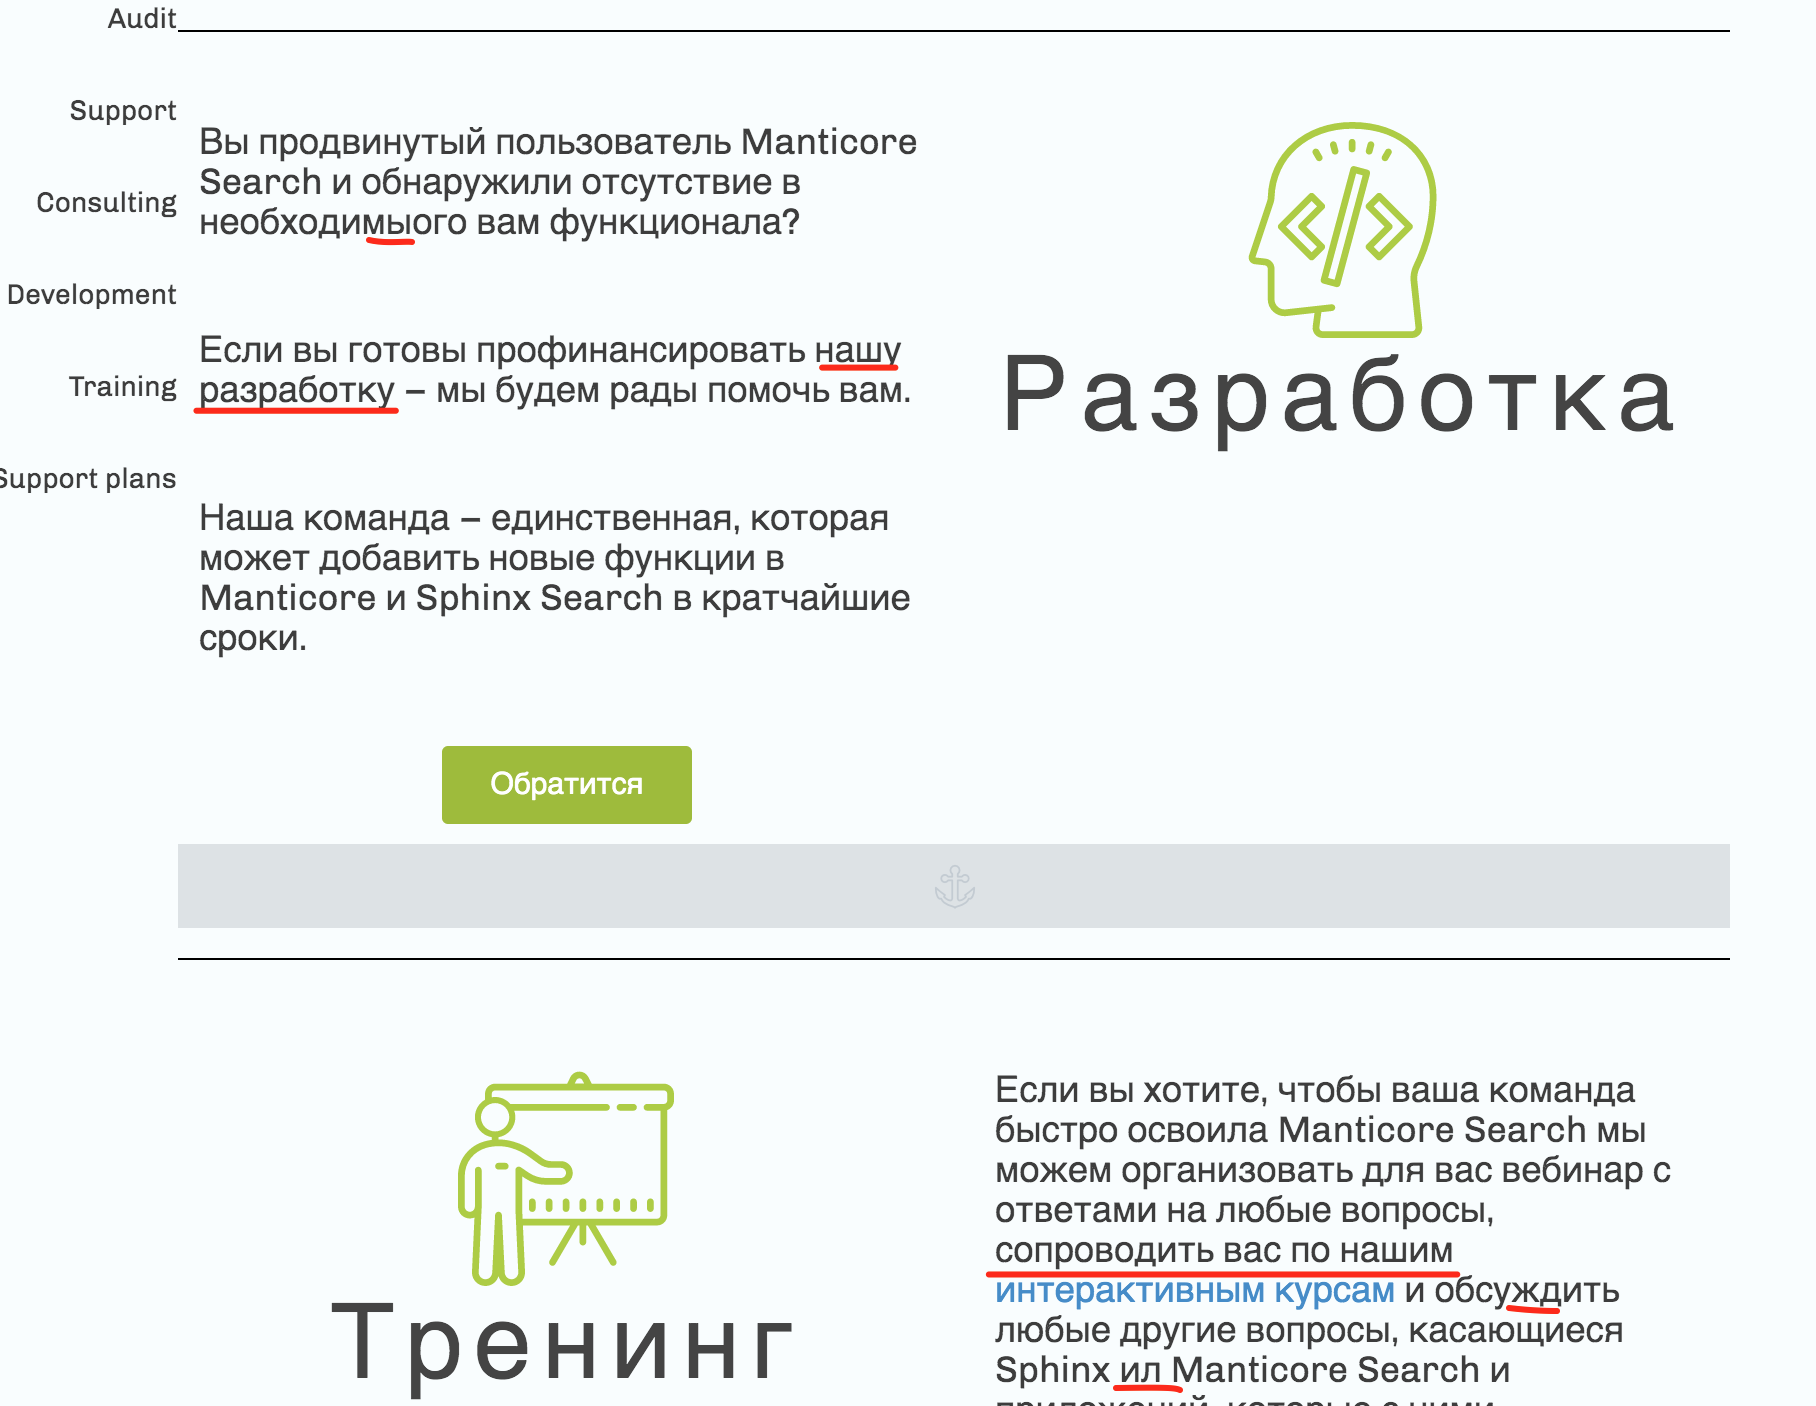 Audit
Support
Consulting
Development
Training
Support plans
Вы продвинутый пользователь Manticore
Search и обнаружили отсутствие в
необходимыого вам функционала?
Если вы готовы профинансировать нашу
разработку – мы будем рады помочь вам.
Наша команда – единственная, которая
может добавить новые функции в
Manticore и Sphinx Search в кратчайшие
сроки.
Обратится
Разработка
Тренинг
Если вы хотите, чтобы ваша команда
быстро освоила Manticore Search мы
можем организовать для вас вебинар с
ответами на любые вопросы,
сопроводить вас по нашим
интерактивным курсам и обсуждить
любые другие вопросы, касающиеся
Sphinx ил Manticore Search и
приложений, которые с ними